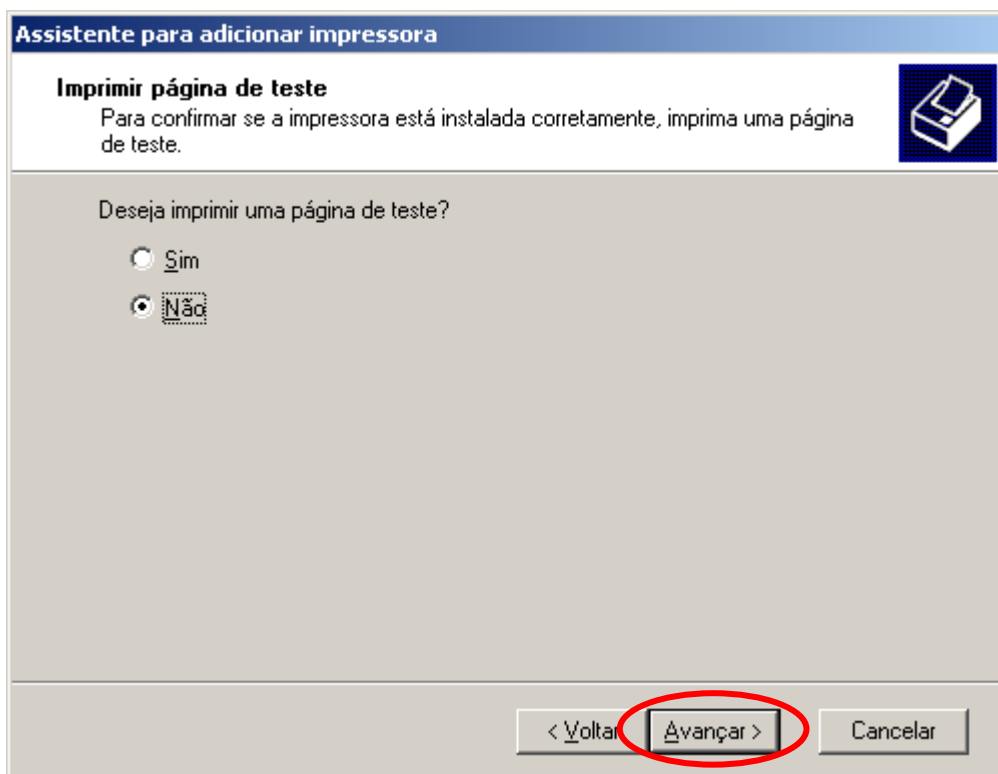 Assistente para adicionar impressora
Imprimir página de teste
Para confirmar se a impressora está instalada corretamente, imprima uma página
de teste.
Deseja imprimir uma página de teste?
Sim
Não
< Voltar Avançar > Cancelar